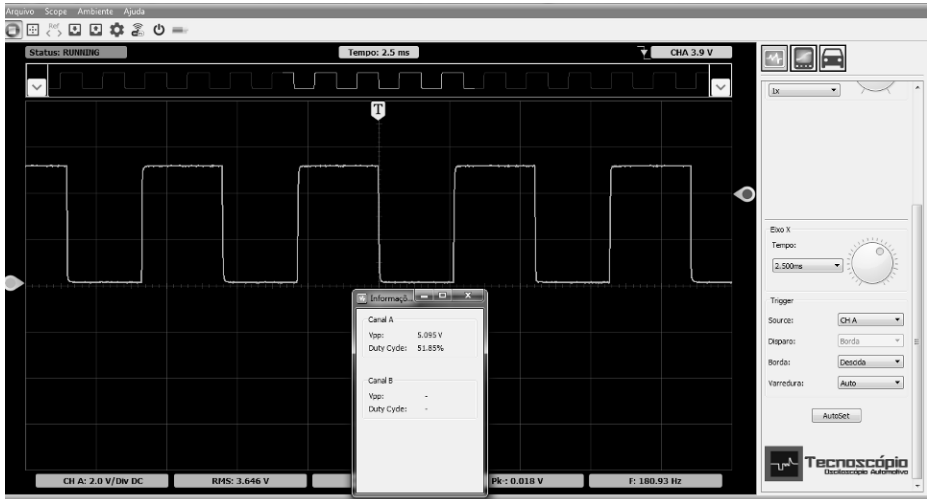 Arquivo Scope Ambiente Ajuda
Ref
Status: RUNNING
Tempo: 2.5 ms
CHA 3.9 V
T
1x
Eixo X
Tempo:
2.500ms
Trigger
Source: CH A
Disparo: Borda
Borda: Descida
Varredura: Auto
AutoSet
Informaçõ...
Canal A
Vpp: 5.095 V
Duty Cycle: 51.85%
Canal B
Vpp: -
Duty Cycle: -
CH A: 2.0 V/Div DC
RMS: 3.646 V
Pk-: 0.018 V
F: 180.93 Hz
Tecnoscópio
Osciloscópio Automotivo